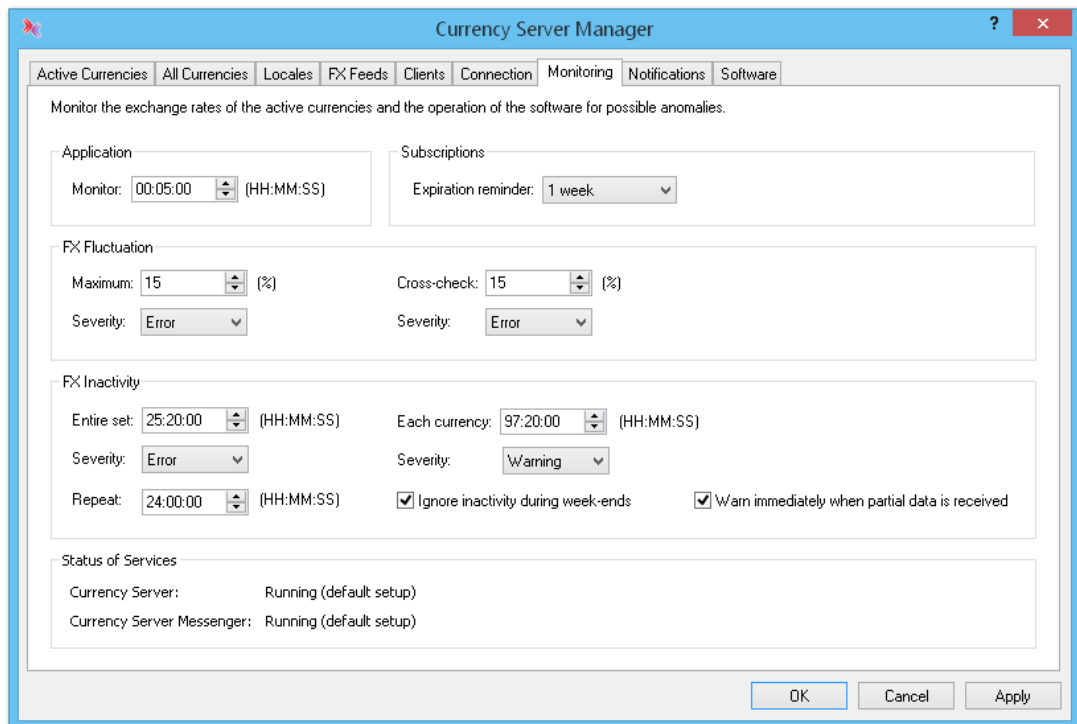 Currency Server Manager
?
Active Currencies All Currencies Locales FX Feeds Clients Connection Monitoring Notifications Software
Monitor the exchange rates of the active currencies and the operation of the software for possible anomalies.
Application
Monitor: 00:05:00 (HH:MM:SS)
Subscriptions
Expiration reminder: 1 week
FX Fluctuation
Maximum: 15 (%) Cross-check: 15 (%)
Severity: Error Severity: Error
FX Inactivity
Entire set: 25:20:00 (HH:MM:SS) Each currency: 97:20:00 (HH:MM:SS)
Severity: Error Severity: Warning
Repeat: 24:00:00 (HH:MM:SS) Ignore inactivity during week-ends Warn immediately when partial data is received
Status of Services
Currency Server: Running (default setup)
Currency Server Messenger: Running (default setup)
OK Cancel Apply